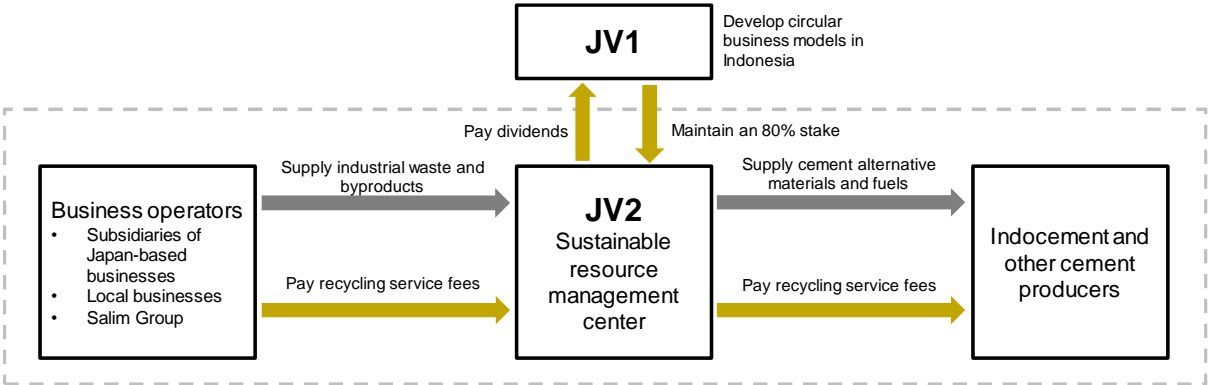 JV1
Develop circular
business models in
Indonesia
Pay dividends
Maintain an 80% stake
Supply industrial waste and
byproducts
Supply cement alternative
materials and fuels
Business operators
• Subsidiaries of
Japan-based
businesses
• Local businesses
• Salim Group
JV2
Sustainable
resource
management
center
Indocement and
other cement
producers
Pay recycling service fees
Pay recycling service fees